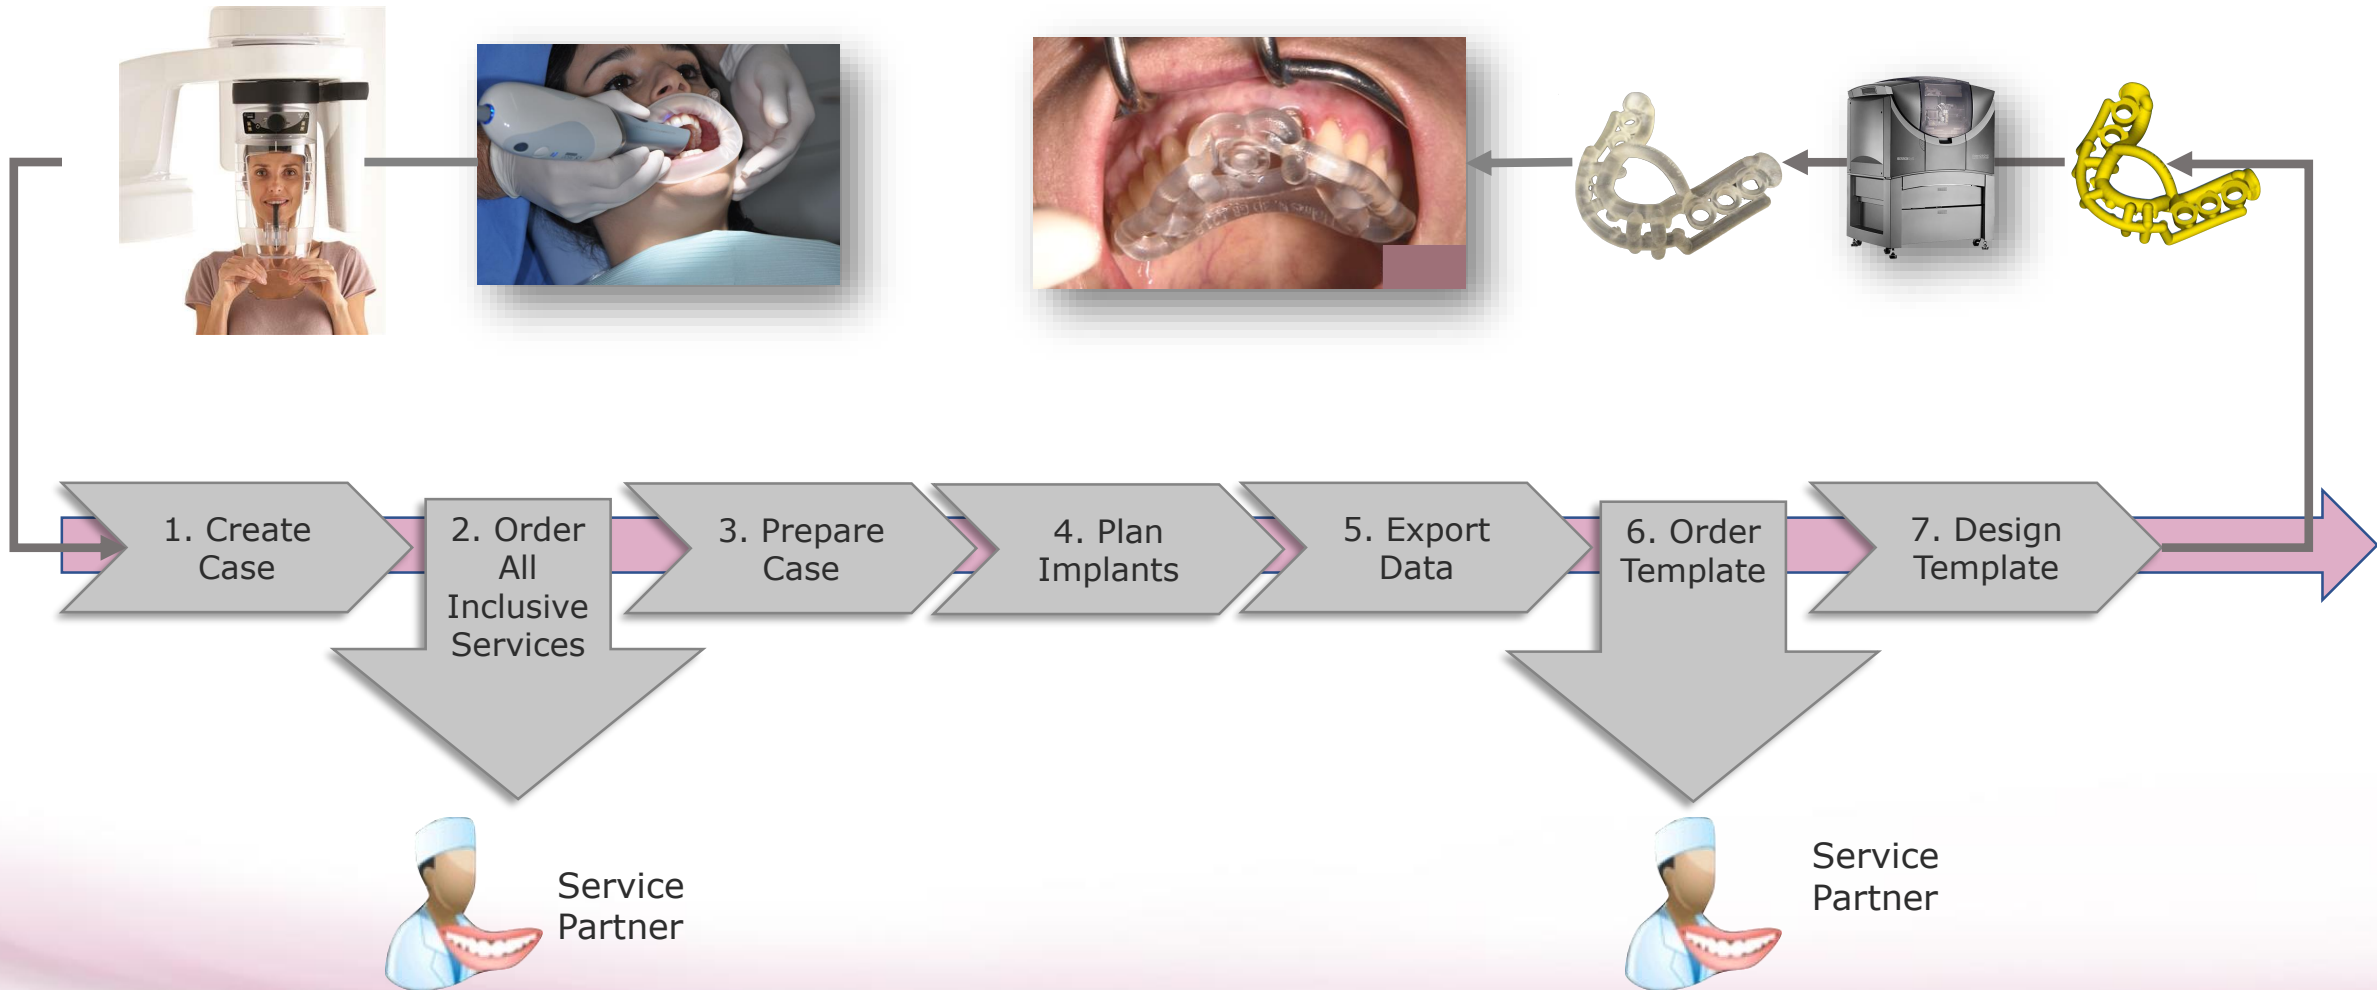 1. Create
Case
2. Order
All
Inclusive
Services
3. Prepare
Case
4. Plan
Implants
5. Export
Data
6. Order
Template
7. Design
Template
Service
Partner
Service
Partner